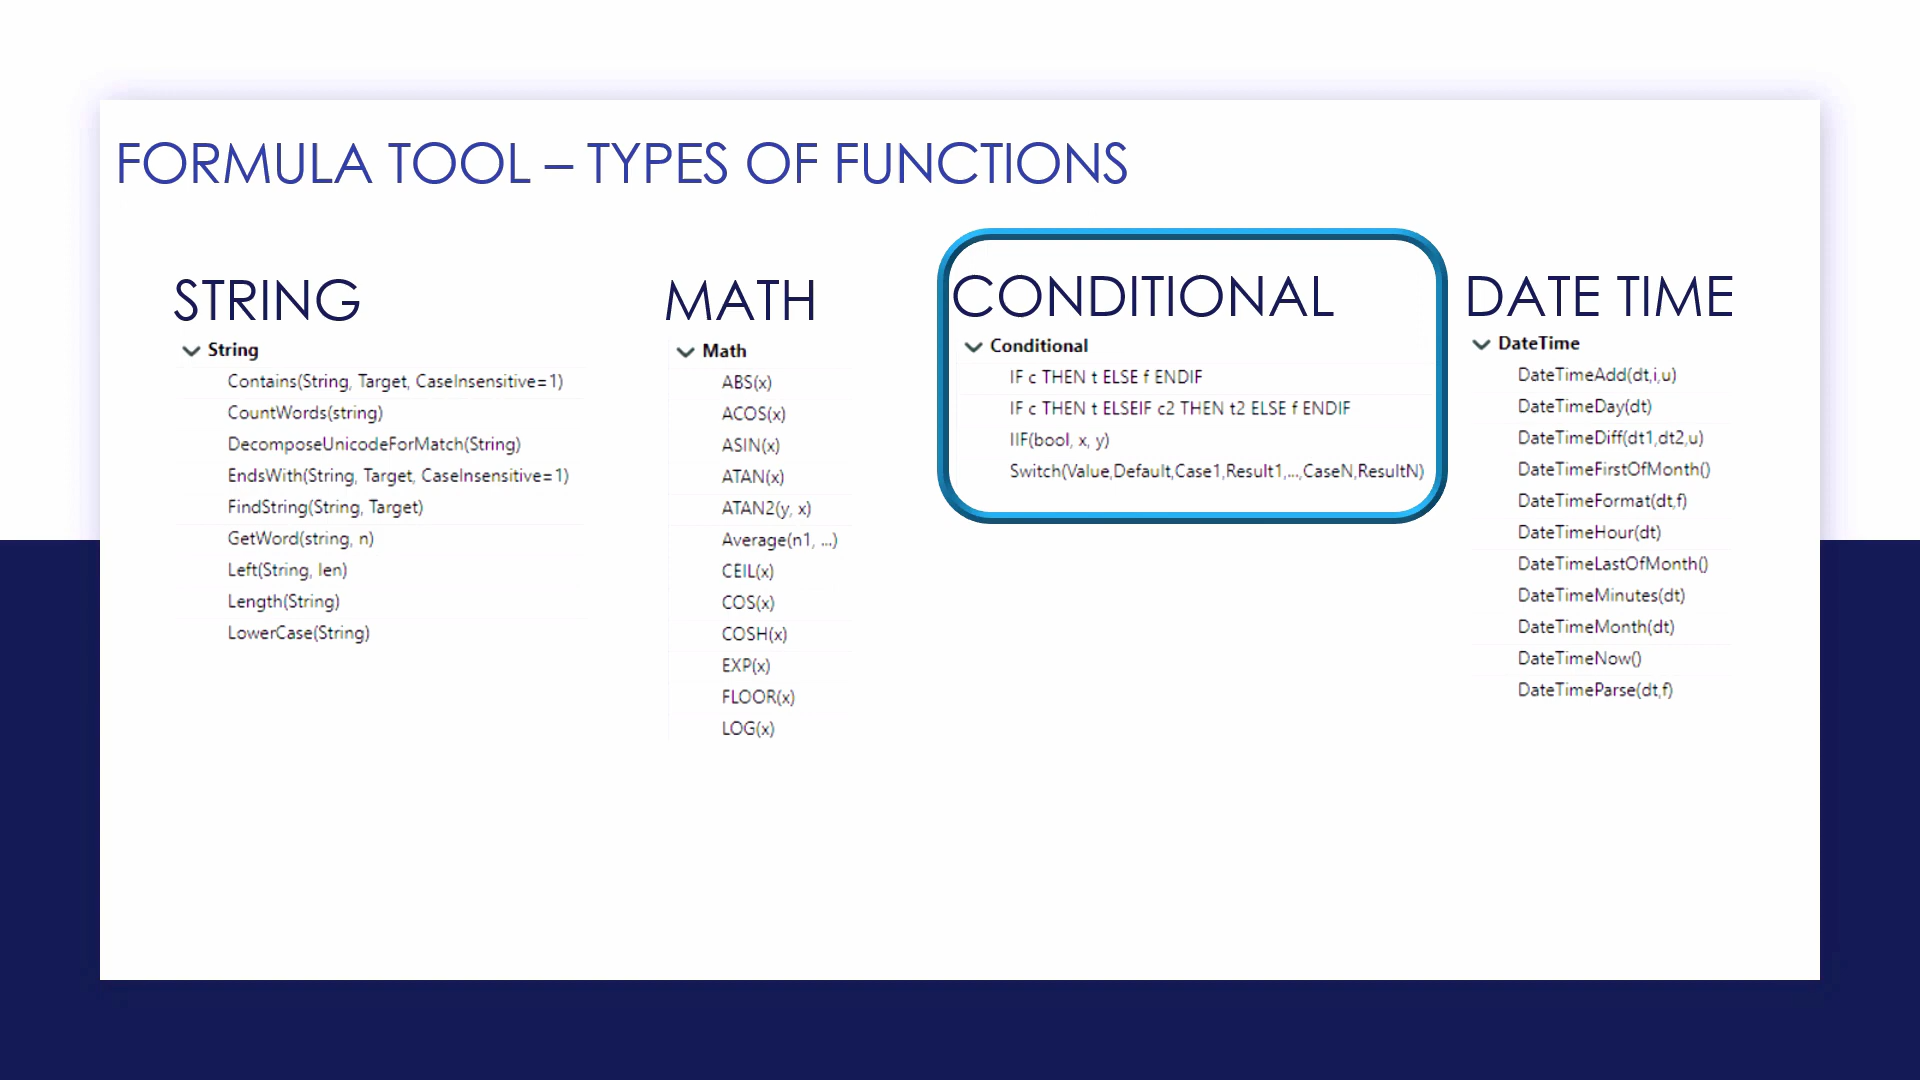 FORMULA TOOL – TYPES OF FUNCTIONS
STRING
String
Contains(String, Target, CaseInsensitive=1)
CountWords(string)
DecomposeUnicodeForMatch(String)
EndsWith(String, Target, CaseInsensitive=1)
FindString(String, Target)
GetWord(string, n)
Left(String, len)
Length(String)
LowerCase(String)
MATH
Math
ABS(x)
ACOS(x)
ASIN(x)
ATAN(x)
ATAN2(y, x)
Average(n1, ...)
CEIL(x)
COS(x)
COSH(x)
EXP(x)
FLOOR(x)
LOG(x)
CONDITIONAL
Conditional
IF c THEN t ELSE f ENDIF
IF c THEN t ELSEIF c2 THEN t2 ELSE f ENDIF
IIF(bool, x, y)
Switch(Value,Default,Case1,Result1,...,CaseN,ResultN)
DATE TIME
DateTime
DateTimeAdd(dt,i,u)
DateTimeDay(dt)
DateTimeDiff(dt1,dt2,u)
DateTimeFirstOfMonth()
DateTimeFormat(dt,f)
DateTimeHour(dt)
DateTimeLastOfMonth()
DateTimeMinutes(dt)
DateTimeMonth(dt)
DateTimeNow()
DateTimeParse(dt,f)